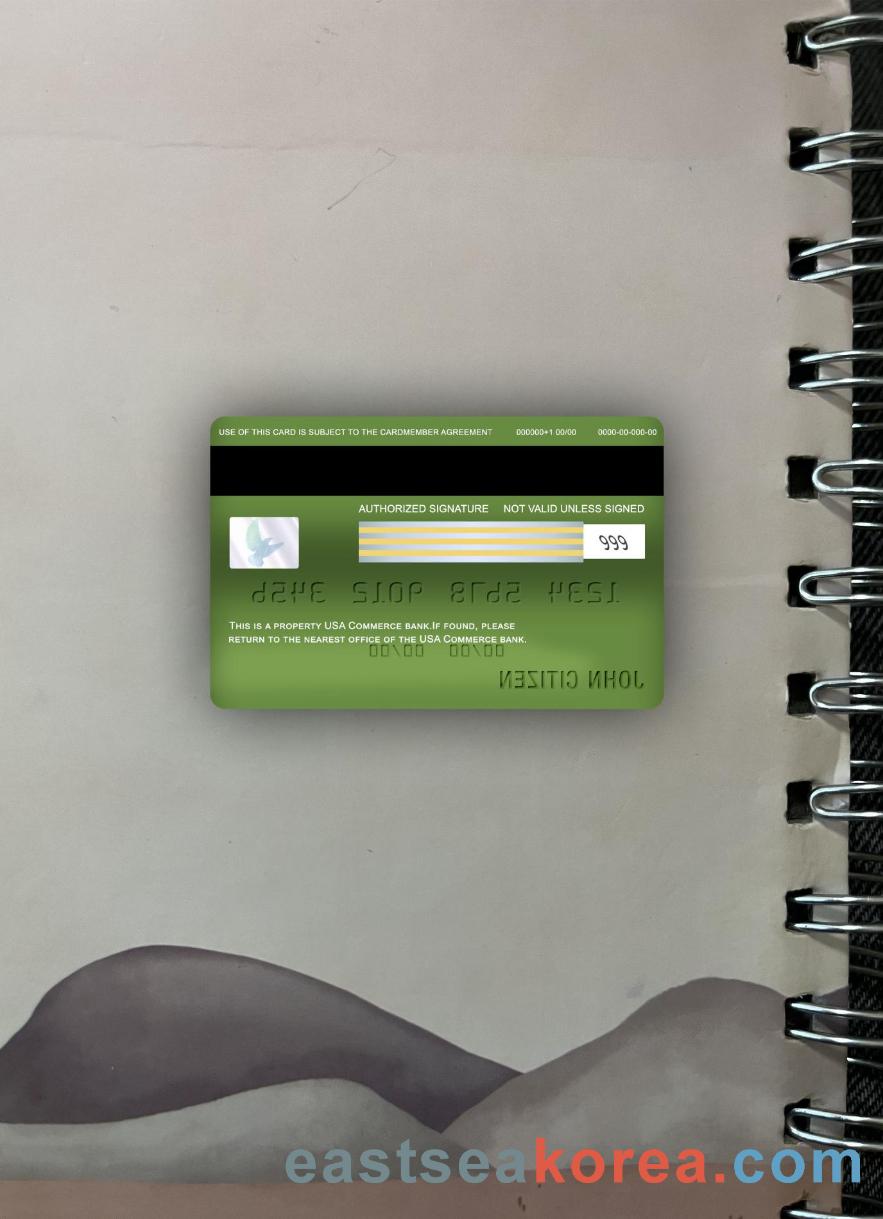 USE OF THIS CARD IS SUBJECT TO THE CARDMEMBER AGREEMENT 000000+1 00/00 0000-00-000-00
AUTHORIZED SIGNATURE NOT VALID UNLESS SIGNED
999
1234 5678 9012 3456
THIS IS A PROPERTY USA COMMERCE BANK.IF FOUND, PLEASE
RETURN TO THE NEAREST OFFICE OF THE USA COMMERCE BANK.
00/00 00/00
JOHN CITIZEN
eastseakorea.com